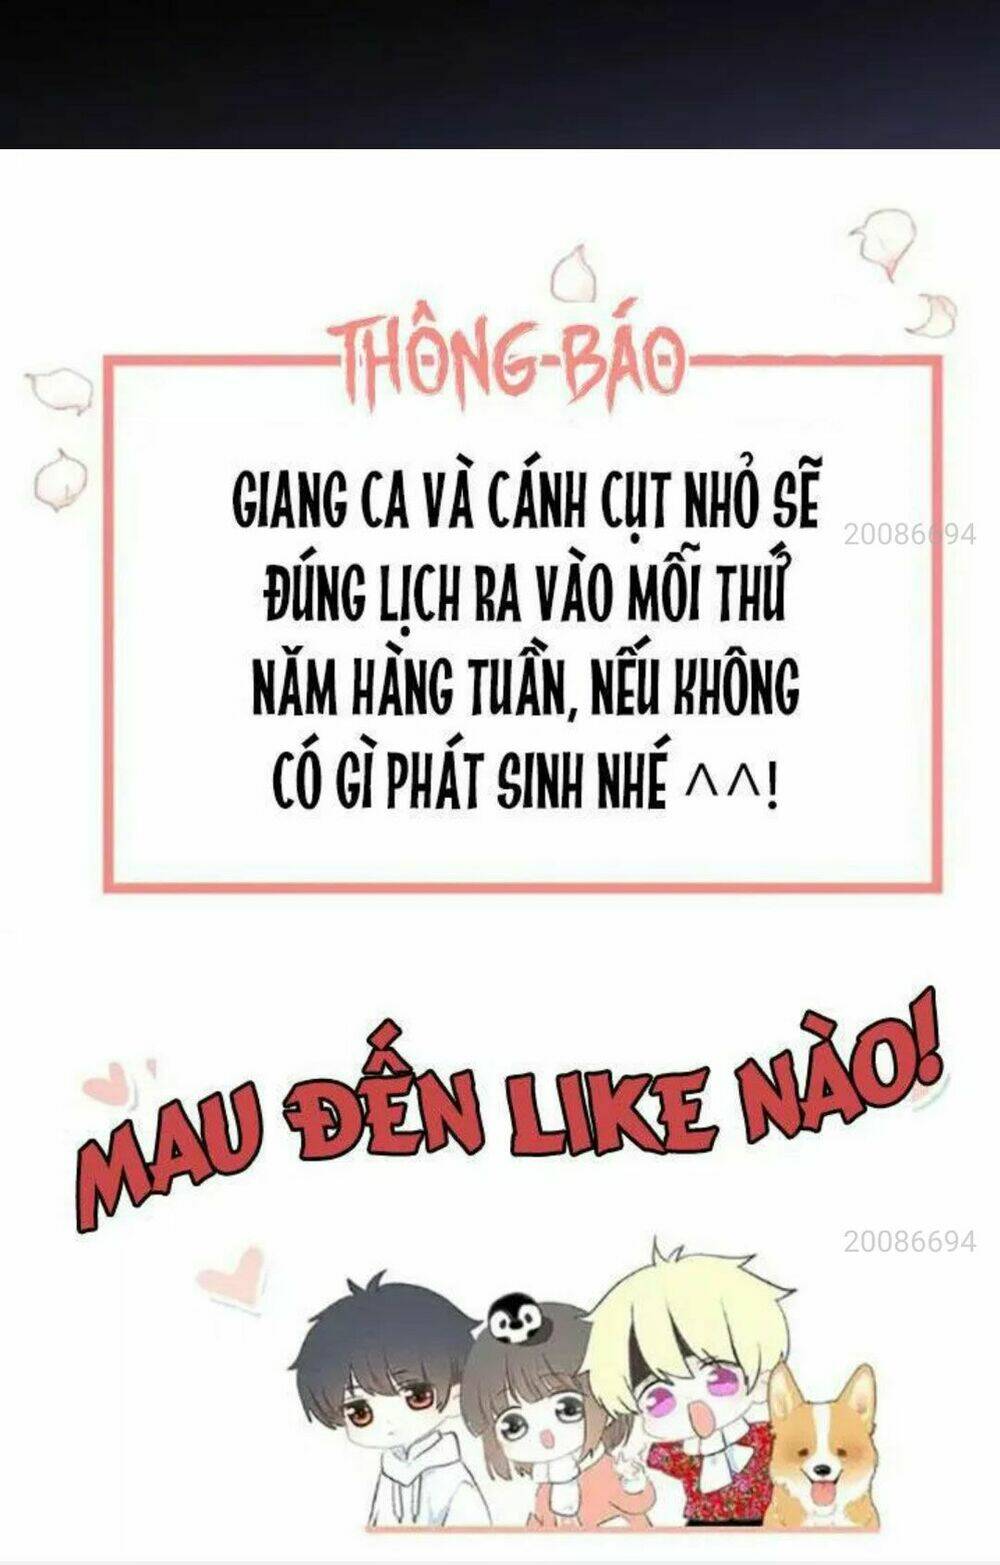 THÔNG BÁO
GIANG CA VÀ CÁNH CỤT NHỎ SẼ
20086694
ĐÚNG LỊCH RA VÀO MỖI THỨ
NĂM HÀNG TUẦN, NẾU KHÔNG
CÓ GÌ PHÁT SINH NHÉ ^^!
MAU ĐẾN LIKE NÀO!
20086694